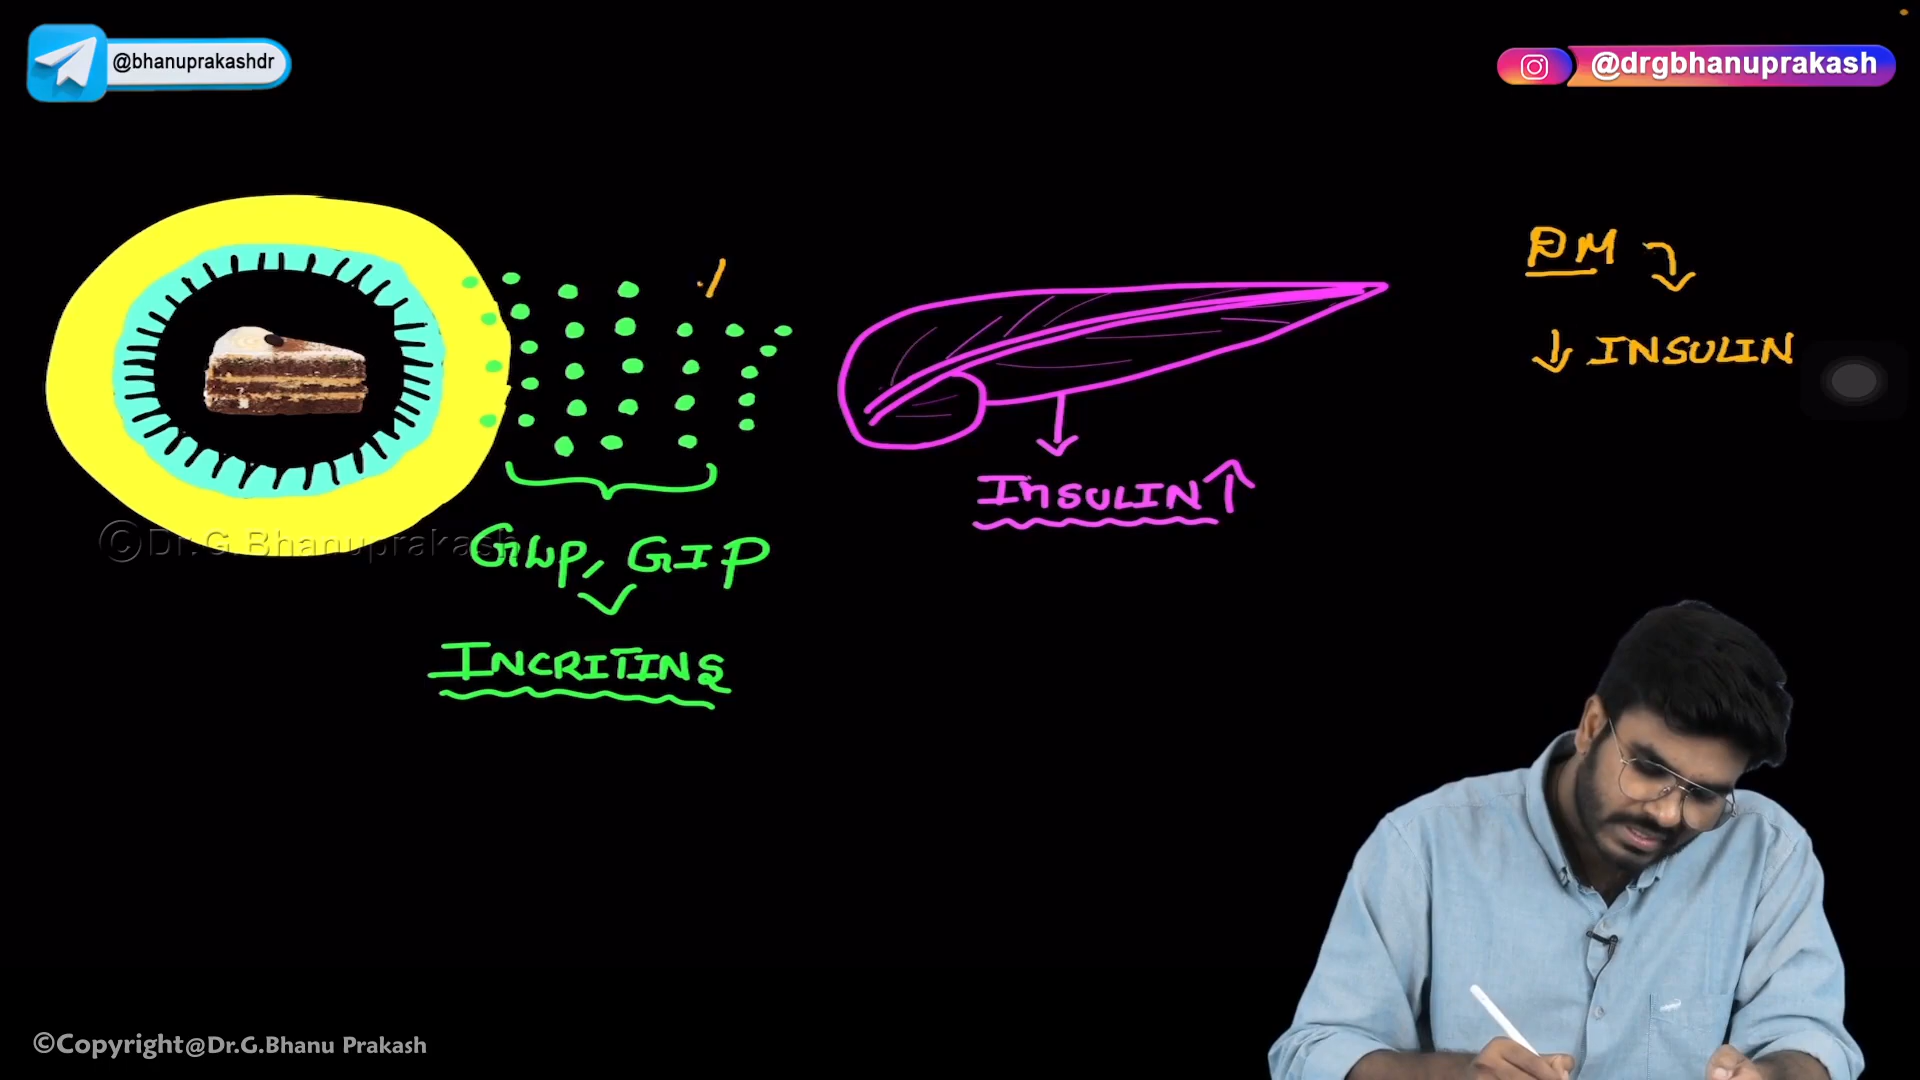 @bhanuprakashdr
@drgbhanuprakash
DM
↓ INSULIN
INSULIN↑
©Dr.G.Bhanuprakash
GLP, GIP
INCRITINS
©Copyright@Dr.G.Bhanu Prakash